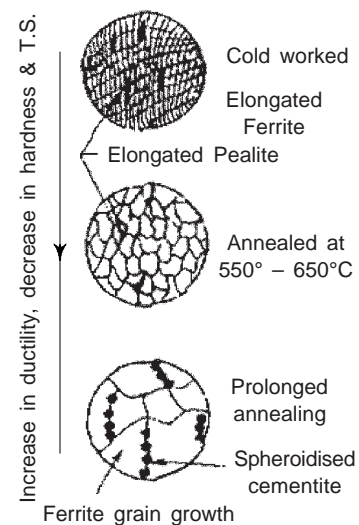 Increase in ductility, decrease in hardness & T.S.
Cold worked
Elongated
Ferrite
Elongated Pealite
Annealed at
550° – 650°C
Prolonged
annealing
Spheroidised
cementite
Ferrite grain growth